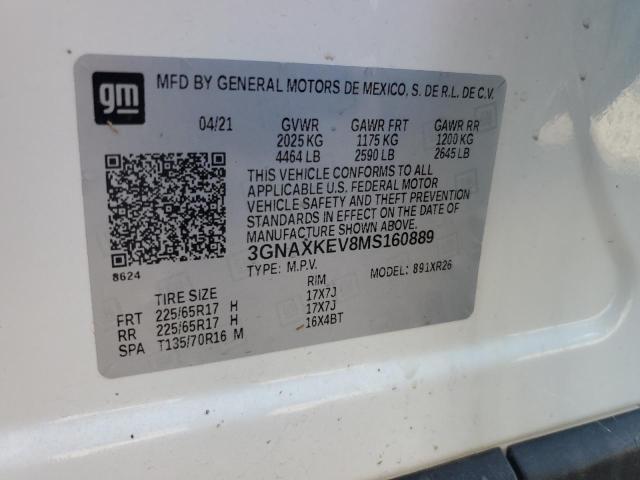 gm
MFD BY GENERAL MOTORS DE MEXICO, S. DE R.L. DE C.V.
04/21 GVWR GAWR FRT GAWR RR
2025 KG 1175 KG 1200 KG
4464 LB 2590 LB 2645 LB
THIS VEHICLE CONFORMS TO ALL
APPLICABLE U.S. FEDERAL MOTOR
VEHICLE SAFETY AND THEFT PREVENTION
STANDARDS IN EFFECT ON THE DATE OF
MANUFACTURE SHOWN ABOVE.
3GNAXKEV8MS160889
TYPE: M.P.V. MODEL: 891XR26
8624
TIRE SIZE RIM
FRT 225/65R17 H 17X7J
RR 225/65R17 H 17X7J
SPA T135/70R16 M 16X4BT